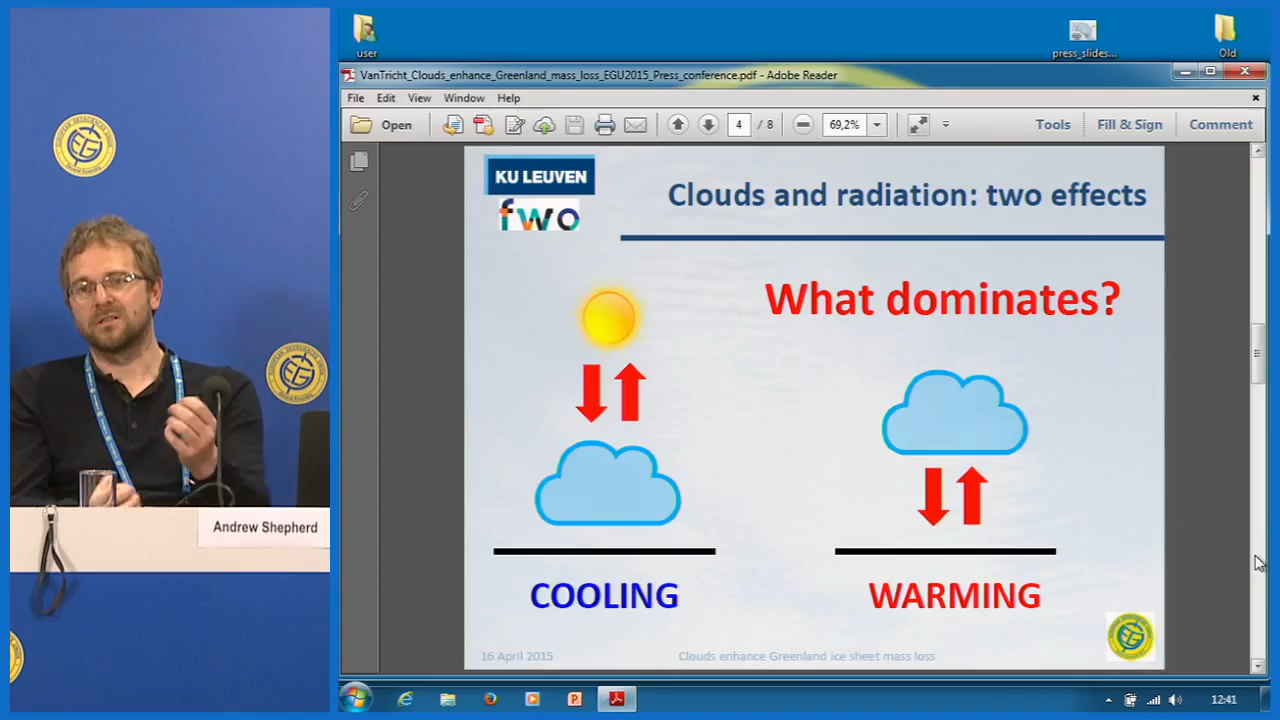 user
press_slides...
Old
VanTricht_Clouds_enhance_Greenland_mass_loss_EGU2015_Press_conference.pdf - Adobe Reader
File Edit View Window Help
Open
4 / 8
69,2%
Tools Fill & Sign Comment
KU LEUVEN
fwo
Clouds and radiation: two effects
What dominates?
COOLING
WARMING
16 April 2015
Clouds enhance Greenland ice sheet mass loss
12:41
Andrew Shepherd